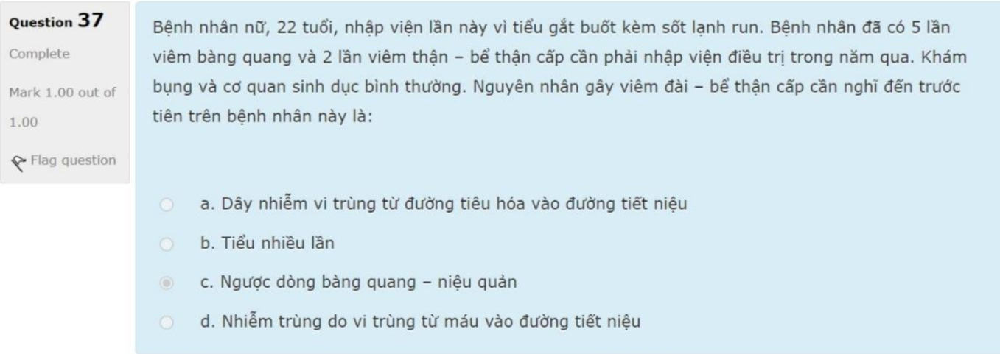 Question 37
Complete
Mark 1.00 out of
1.00
Flag question
Bệnh nhân nữ, 22 tuổi, nhập viện lần này vì tiểu gắt buốt kèm sốt lạnh run. Bệnh nhân đã có 5 lần
viêm bàng quang và 2 lần viêm thận – bể thận cấp cần phải nhập viện điều trị trong năm qua. Khám
bụng và cơ quan sinh dục bình thường. Nguyên nhân gây viêm đài – bể thận cấp cần nghĩ đến trước
tiên trên bệnh nhân này là:
a. Dây nhiễm vi trùng từ đường tiêu hóa vào đường tiết niệu
b. Tiểu nhiều lần
c. Ngược dòng bàng quang – niệu quản
d. Nhiễm trùng do vi trùng từ máu vào đường tiết niệu